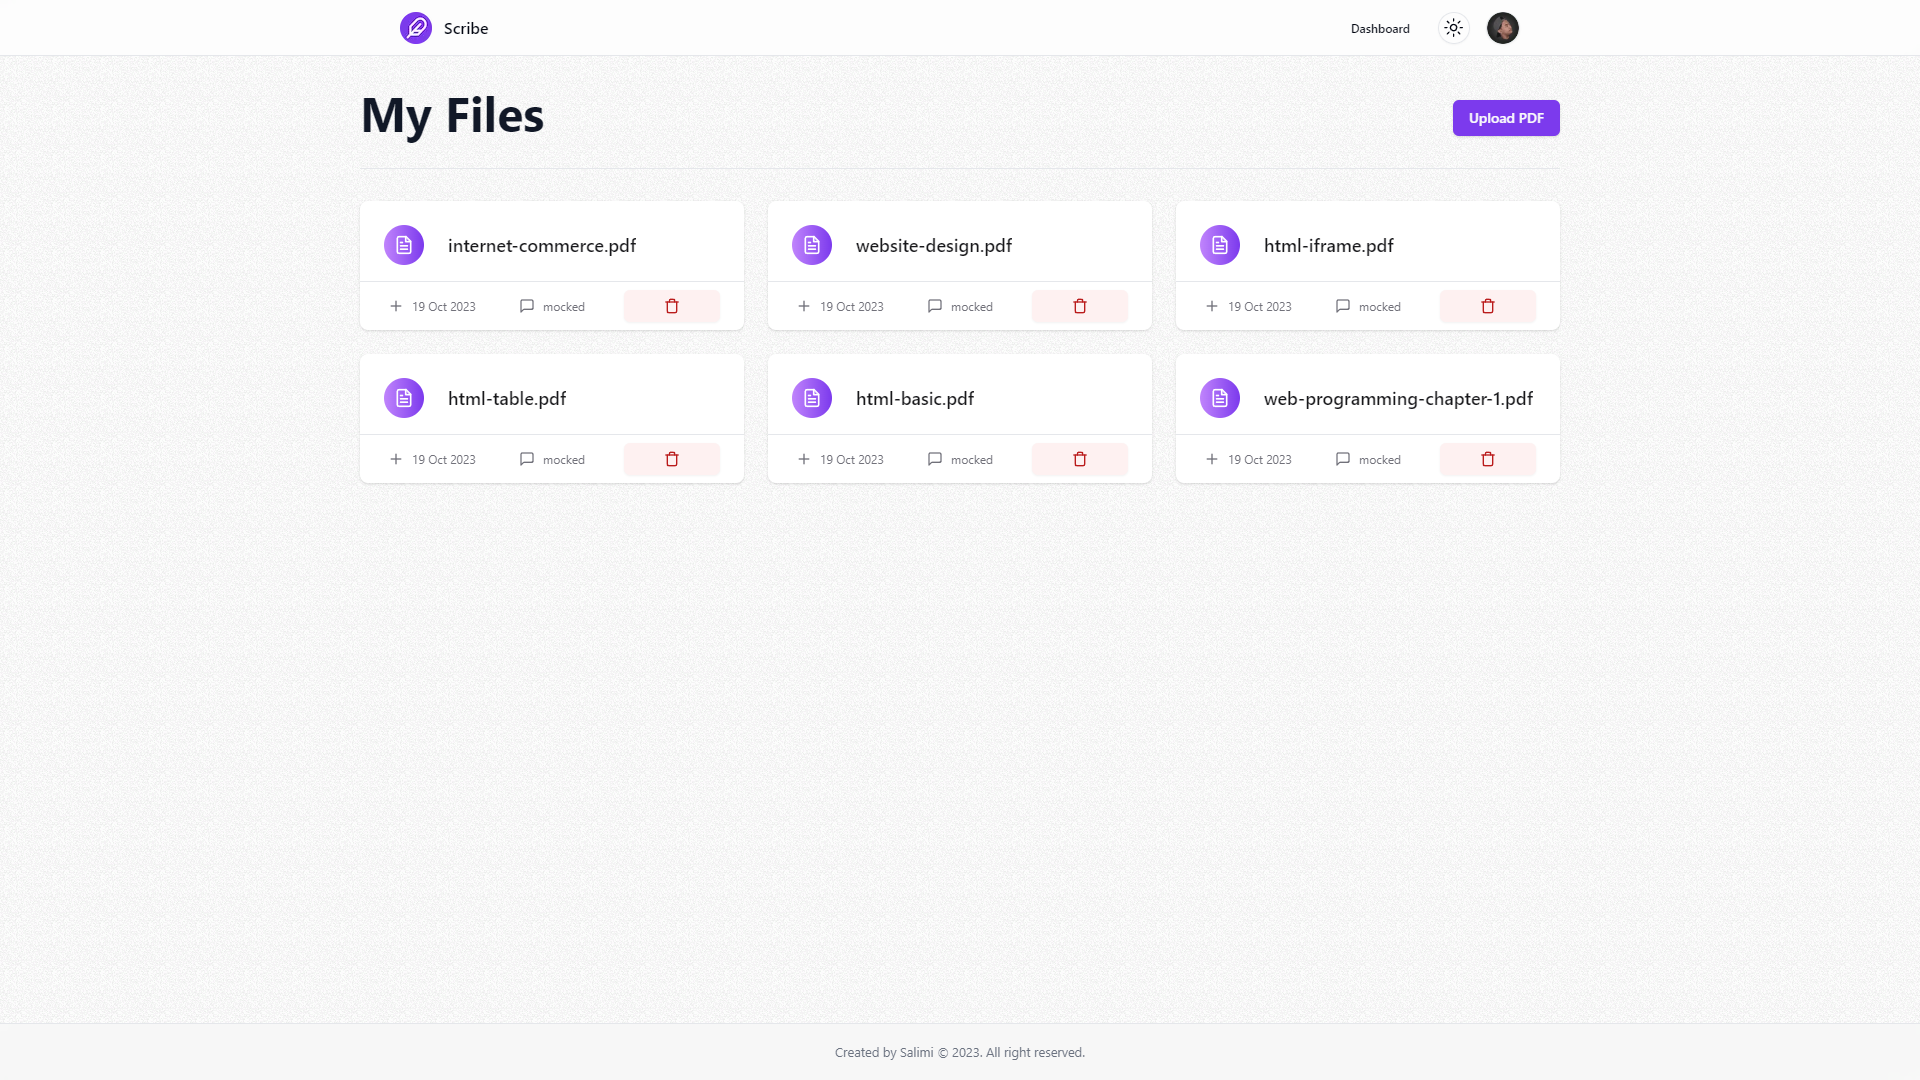 Scribe
Dashboard
My Files
Upload PDF
internet-commerce.pdf
19 Oct 2023
mocked
website-design.pdf
19 Oct 2023
mocked
html-iframe.pdf
19 Oct 2023
mocked
html-table.pdf
19 Oct 2023
mocked
html-basic.pdf
19 Oct 2023
mocked
web-programming-chapter-1.pdf
19 Oct 2023
mocked
Created by Salimi © 2023. All right reserved.